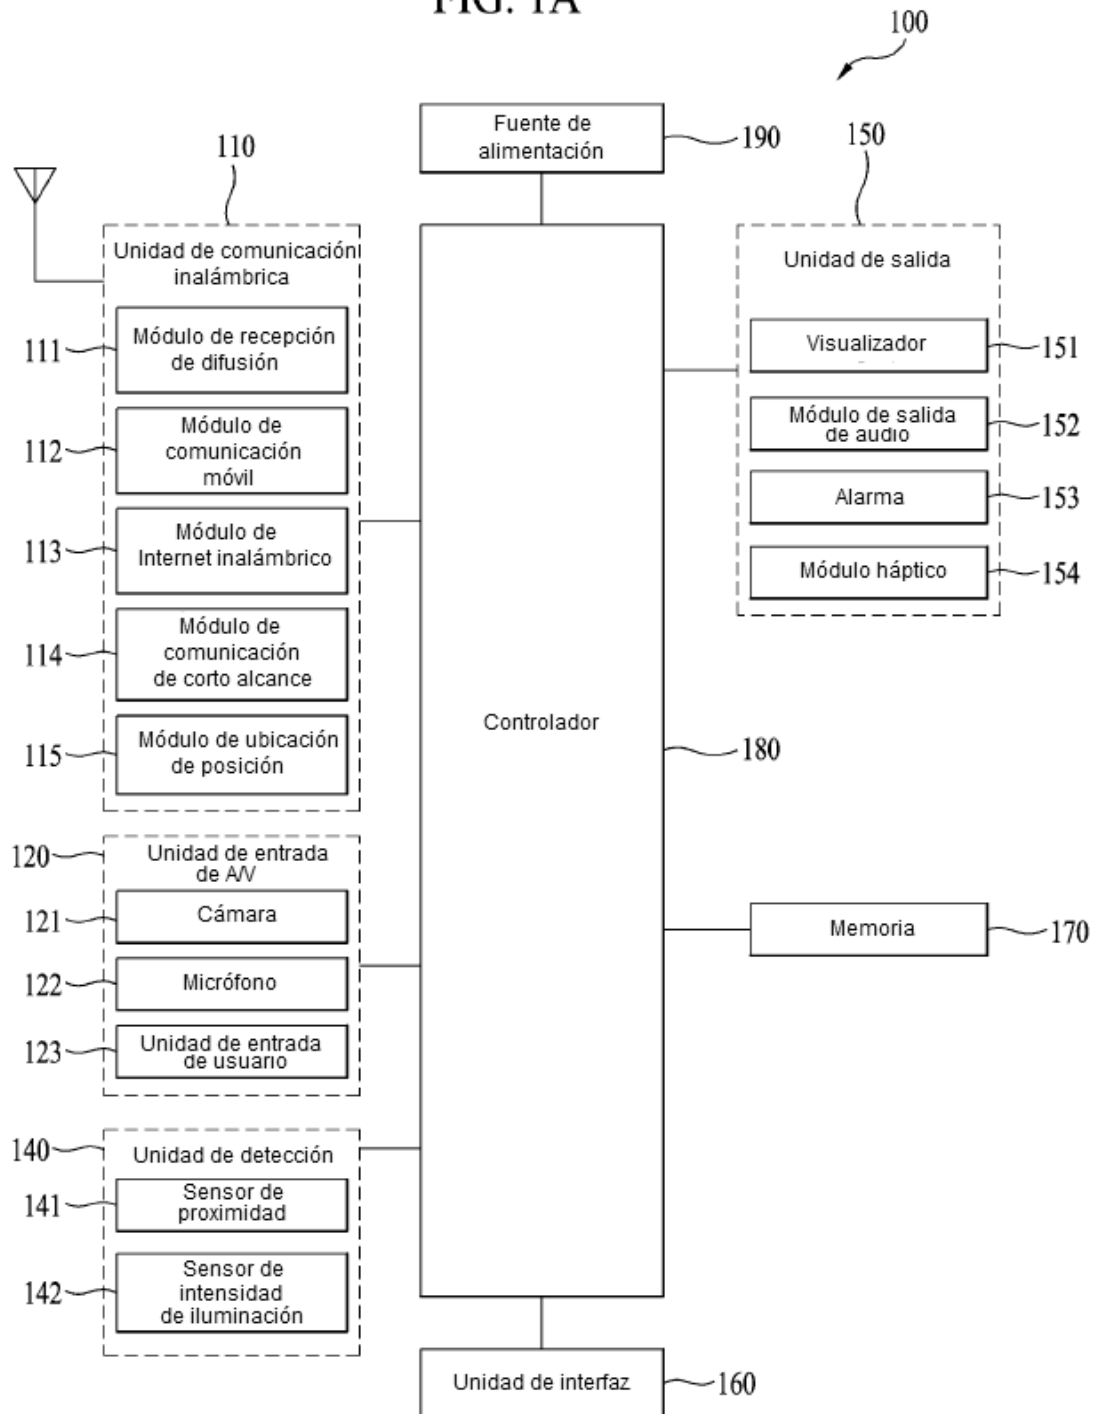 FIG. 1A
100
Fuente de
alimentación
190
110
150
Unidad de comunicación
inalámbrica
Módulo de recepción
de difusión
111
Módulo de
comunicación
móvil
112
Módulo de
Internet inalámbrico
113
Módulo de
comunicación
de corto alcance
114
Módulo de ubicación
de posición
115
Unidad de salida
Visualizador
151
Módulo de salida
de audio
152
Alarma
153
Módulo háptico
154
Controlador
180
120
Unidad de entrada
de A/V
121
Cámara
122
Micrófono
123
Unidad de entrada
de usuario
Memoria
170
140
Unidad de detección
141
Sensor de
proximidad
142
Sensor de
intensidad
de iluminación
Unidad de interfaz
160